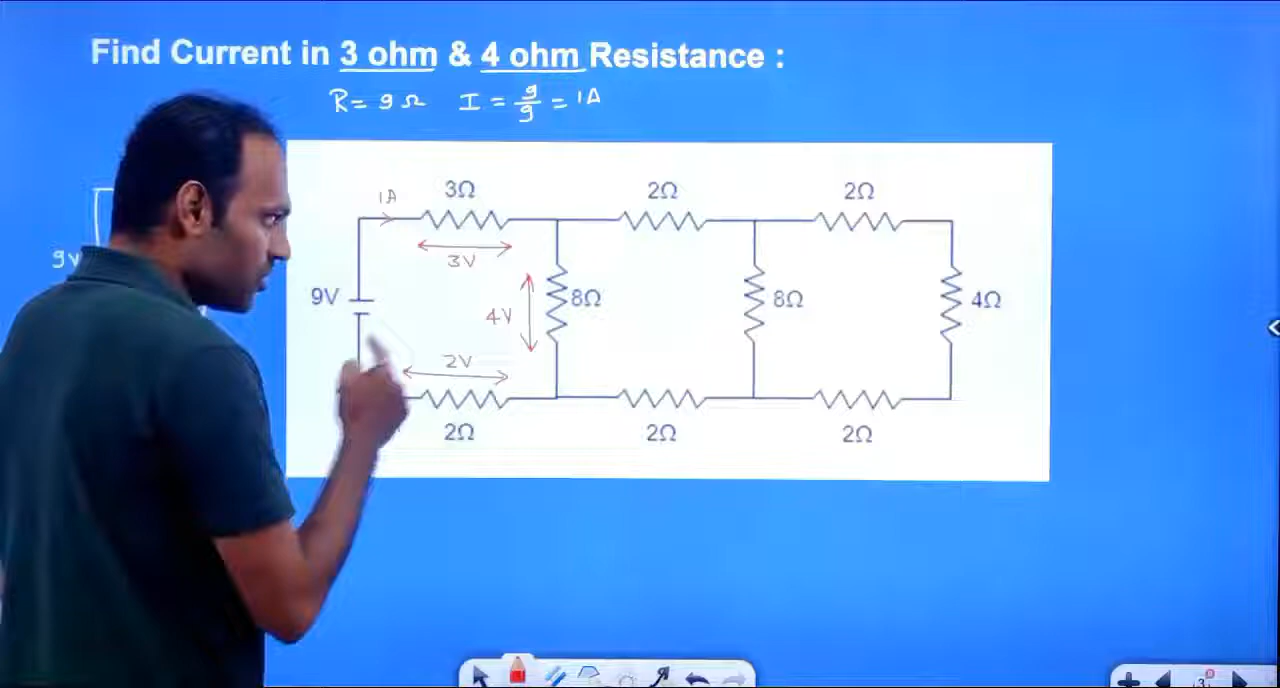 Find Current in 3 ohm & 4 ohm Resistance :
R = 9 Ω I = 9/9 = 1A
1A
3Ω
2Ω
2Ω
3V
9V
9V
4V
8Ω
8Ω
4Ω
2V
2Ω
2Ω
2Ω
3